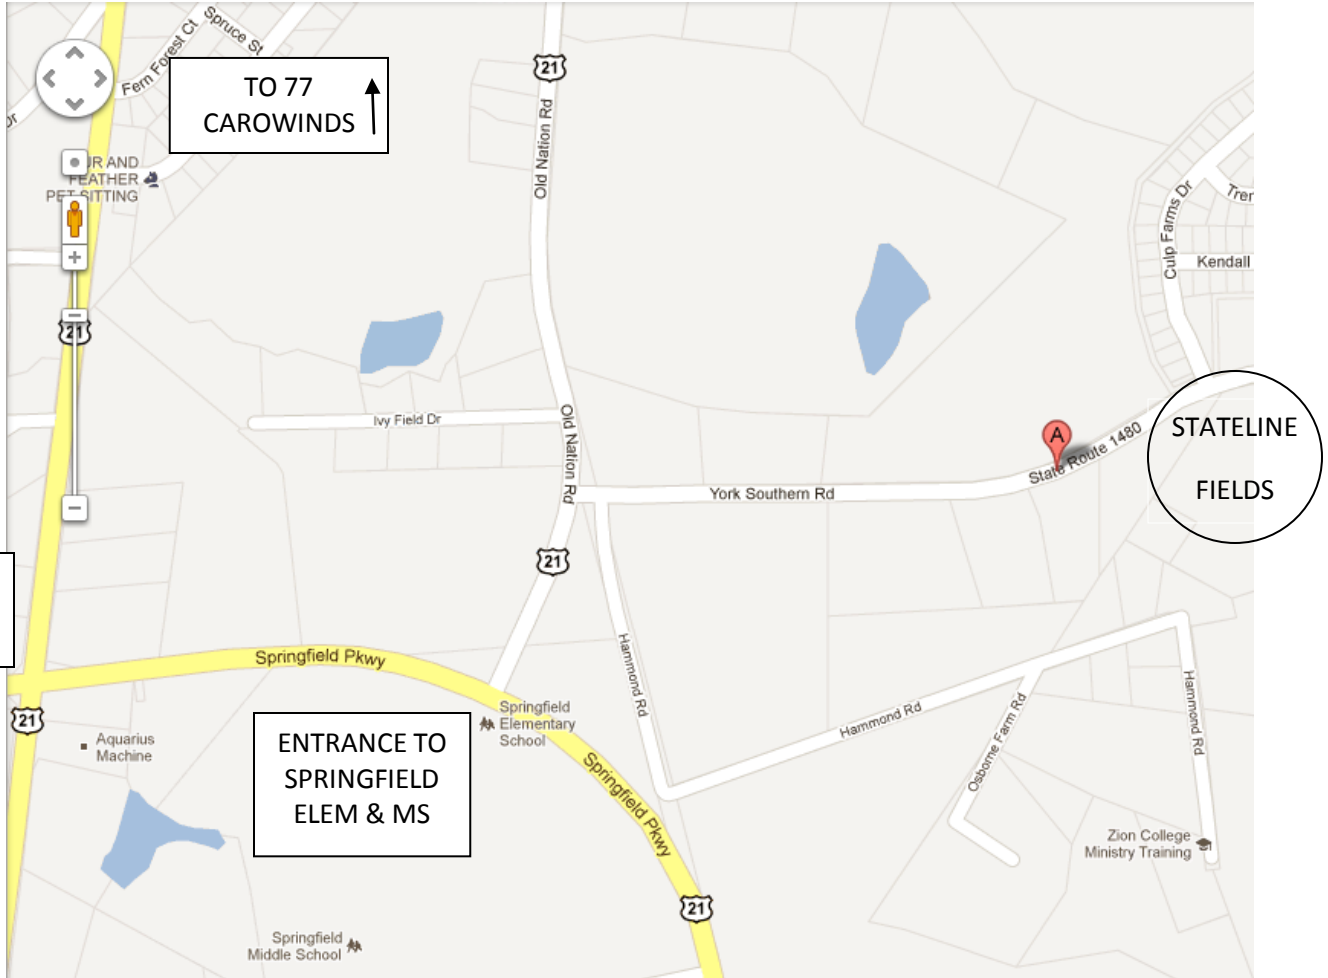 Spruce St
Fern Forest Ct
TO 77
CAROWINDS
21
Old Nation Rd
Dr
UR AND
FEATHER
PET SITTING
Culp Farms Dr
Tren
Kendall
21
Ivy Field Dr
Old Nation Rd
A
State Route 1480
STATELINE
FIELDS
York Southern Rd
21
Springfield Pkwy
Hammond Rd
Hammond Rd
Hammond Rd
Osborne Farm Rd
21
Aquarius
Machine
ENTRANCE TO
SPRINGFIELD
ELEM & MS
Springfield
Elementary
School
Springfield Pkwy
Zion College
Ministry Training
21
Springfield
Middle School